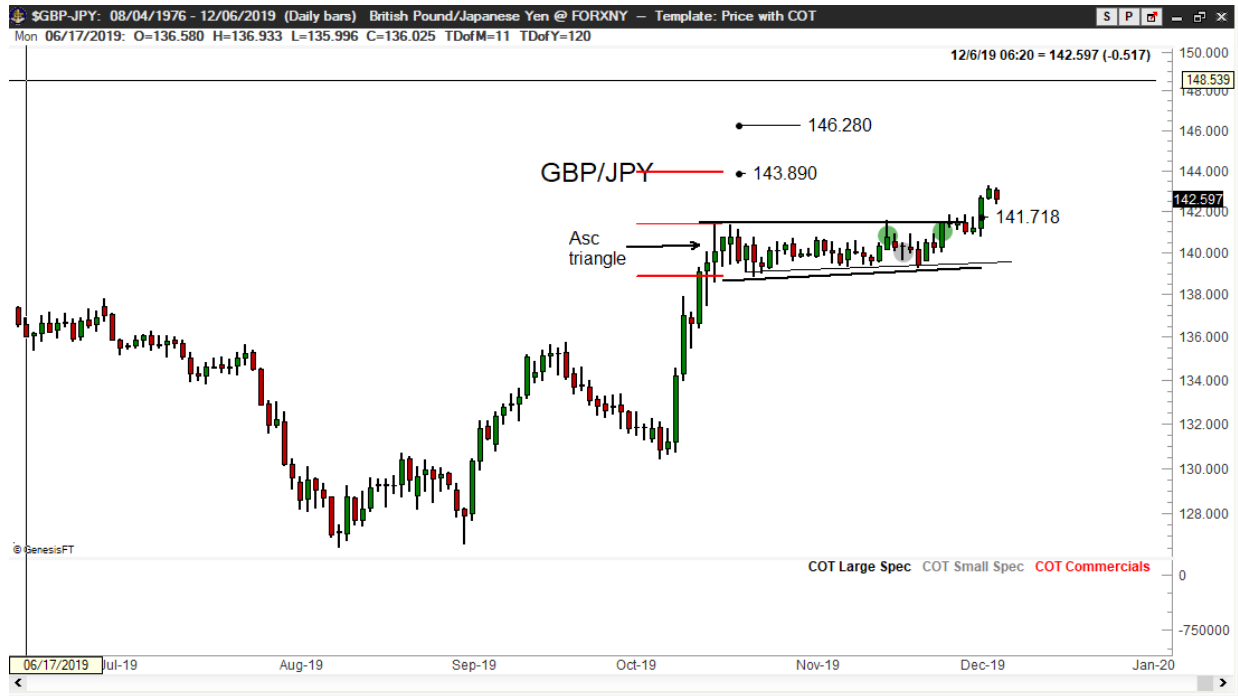 $GBP-JPY: 08/04/1976 - 12/06/2019 (Daily bars) British Pound/Japanese Yen @ FORXNY — Template: Price with COT
S P
Mon 06/17/2019: O=136.580 H=136.933 L=135.996 C=136.025 TDofM=11 TDofY=120
12/6/19 06:20 = 142.597 (-0.517)
150.000
148.539
148.000
146.280
146.000
GBP/JPY
143.890
144.000
142.597
142.000
141.718
Asc
triangle
140.000
138.000
136.000
134.000
132.000
130.000
128.000
© GenesisFT
COT Large Spec COT Small Spec COT Commercials
0
-750000
06/17/2019 Jul-19 Aug-19 Sep-19 Oct-19 Nov-19 Dec-19 Jan-20